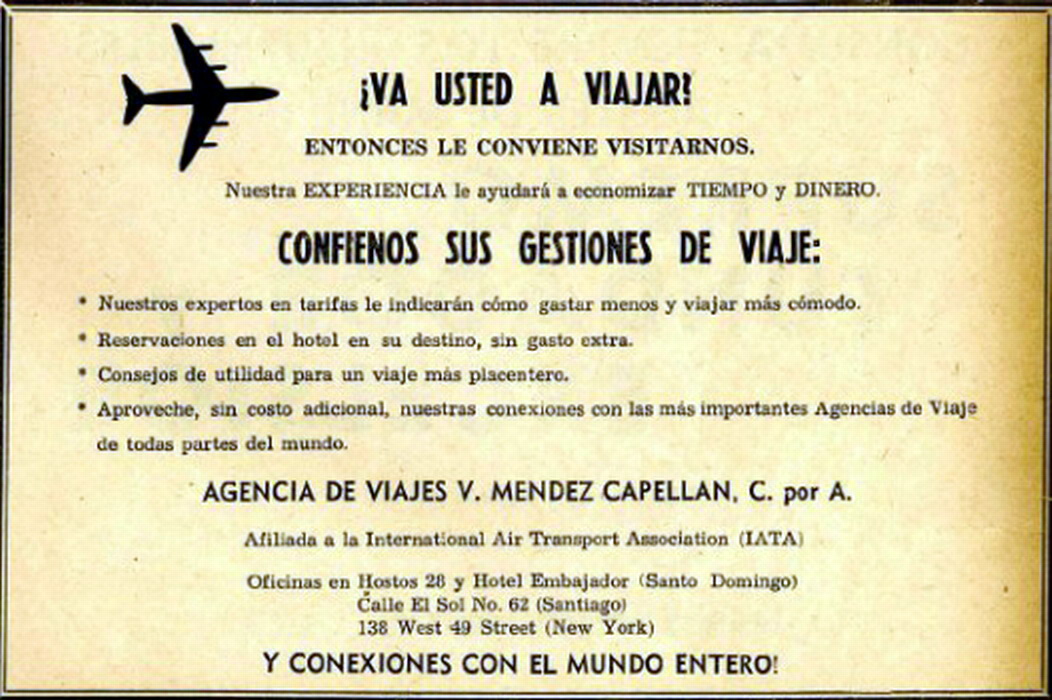 ¡VA USTED A VIAJAR?
ENTONCES LE CONVIENE VISITARNOS.
Nuestra EXPERIENCIA le ayudará a economizar TIEMPO y DINERO.
CONFIENOS SUS GESTIONES DE VIAJE:
* Nuestros expertos en tarifas le indicarán cómo gastar menos y viajar más cómodo.
* Reservaciones en el hotel en su destino, sin gasto extra.
* Consejos de utilidad para un viaje más placentero.
* Aproveche, sin costo adicional, nuestras conexiones con las más importantes Agencias de Viaje
de todas partes del mundo.
AGENCIA DE VIAJES V. MENDEZ CAPELLAN, C. por A.
Afiliada a la International Air Transport Association (IATA)
Oficinas en Hostos 28 y Hotel Embajador (Santo Domingo)
Calle El Sol No. 62 (Santiago)
138 West 49 Street (New York)
Y CONEXIONES CON EL MUNDO ENTERO!